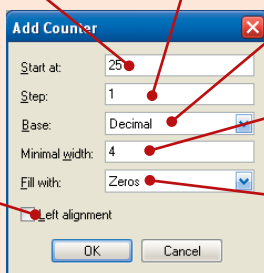 Add Counter
Start at: 25
Step: 1
Base: Decimal
Minimal width: 4
Fill with: Zeros
Left alignment
OK Cancel